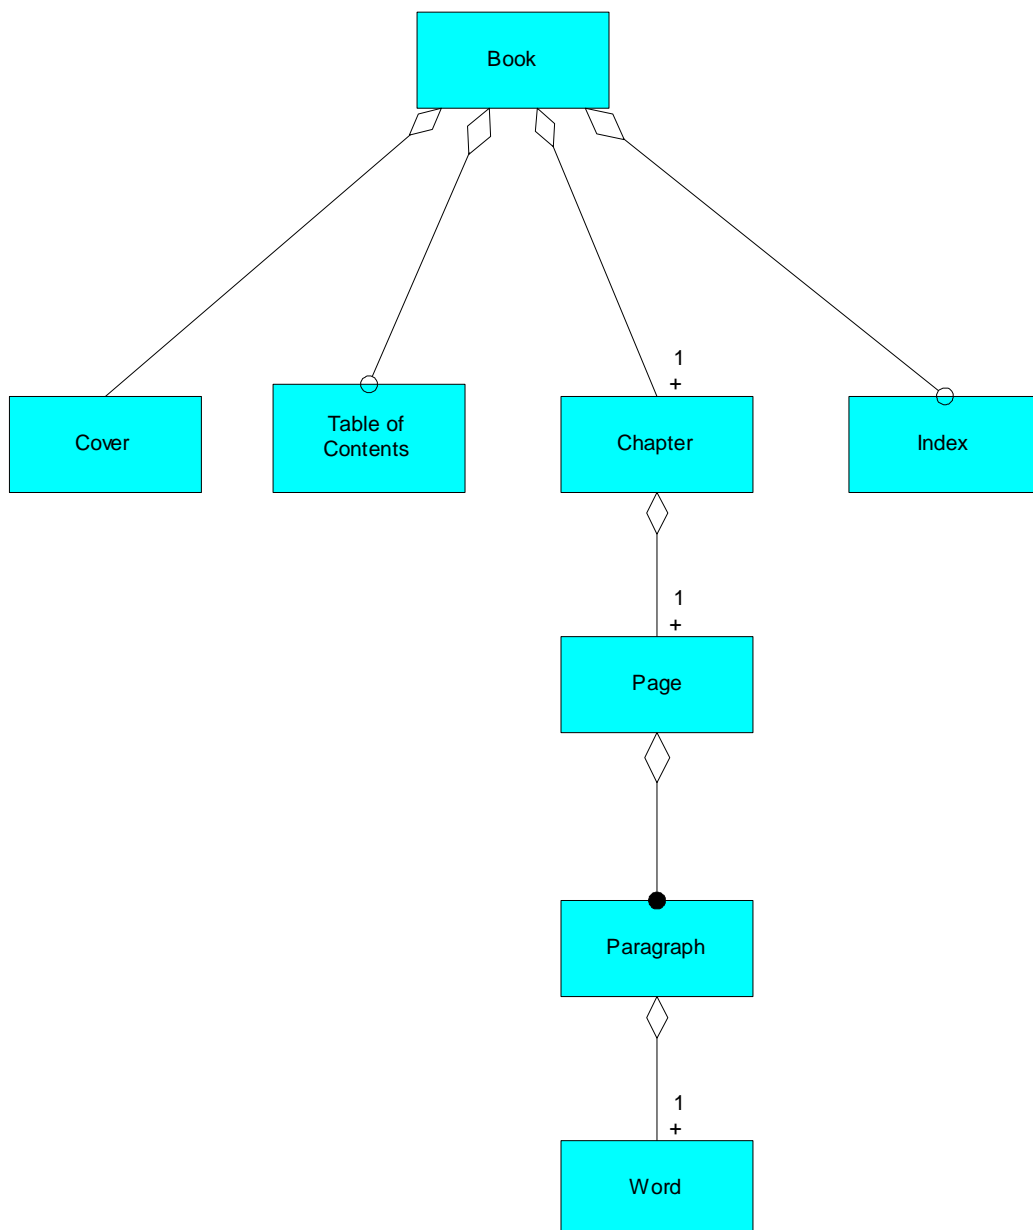 Book
1
+
Cover
Table of
Contents
Chapter
Index
1
+
Page
Paragraph
1
+
Word